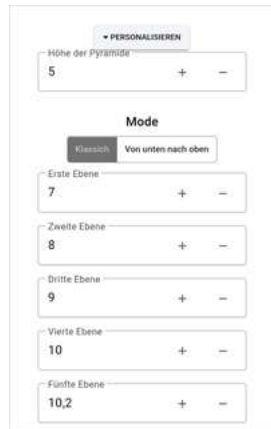 ▾ PERSONALISIEREN
Höhe der Pyramide
5 + −
Mode
Klassich Von unten nach oben
Erste Ebene
7 + −
Zweite Ebene
8 + −
Dritte Ebene
9 + −
Vierte Ebene
10 + −
Fünfte Ebene
10,2 + −